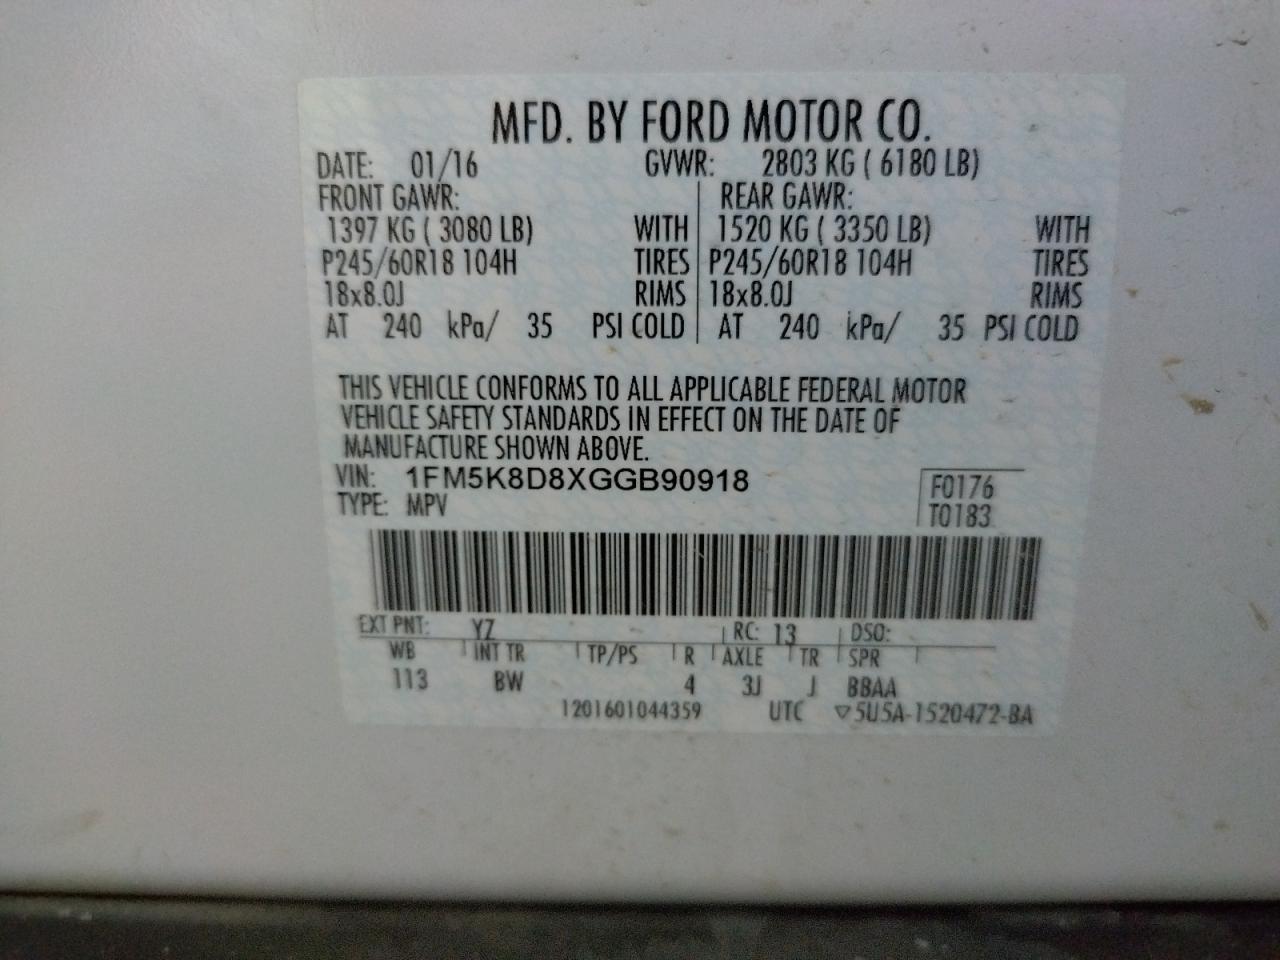 MFD. BY FORD MOTOR CO.
DATE: 01/16 GVWR: 2803 KG ( 6180 LB)
FRONT GAWR: REAR GAWR:
1397 KG ( 3080 LB) WITH 1520 KG ( 3350 LB) WITH
P245/60R18 104H TIRES P245/60R18 104H TIRES
18x8.0J RIMS 18x8.0J RIMS
AT 240 kPa/ 35 PSI COLD AT 240 kPa/ 35 PSI COLD
THIS VEHICLE CONFORMS TO ALL APPLICABLE FEDERAL MOTOR
VEHICLE SAFETY STANDARDS IN EFFECT ON THE DATE OF
MANUFACTURE SHOWN ABOVE.
VIN: 1FM5K8D8XGGB90918 F0176
TYPE: MPV T0183
EXT PNT: YZ RC: 13 DSO:
WB INT TR TP/PS R AXLE TR SPR
113 BW 4 3J J BBAA
1201601044359 UTC ▽5U5A-1520472-BA